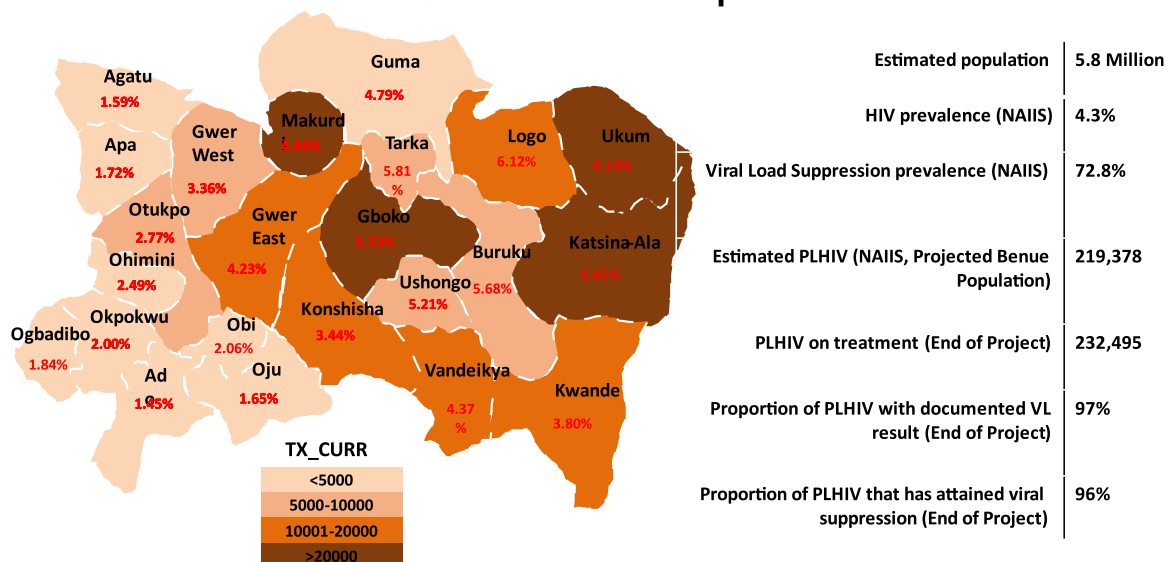 Guma
4.79%
Agatu
1.59%
Makurd
i
Gwer
West
3.36%
Apa
1.72%
Tarka
5.81
%
Logo
6.12%
Ukum
Otukpo
2.77%
Gwer
East
4.23%
Gboko
5.73%
Buruku
5.68%
Katsina-Ala
5.41%
Ohimini
2.49%
Ushongo
5.21%
Konshisha
3.44%
Okpokwu
2.00%
Ogbadibo
1.84%
Obi
2.06%
Ad
o
1.45%
Oju
1.65%
Vandeikya
4.37
%
Kwande
3.80%
TX_CURR
<5000
5000-10000
10001-20000
>20000
Estimated population 5.8 Million
HIV prevalence (NAIIS) 4.3%
Viral Load Suppression prevalence (NAIIS) 72.8%
Estimated PLHIV (NAIIS, Projected Benue 219,378
Population)
PLHIV on treatment (End of Project) 232,495
Proportion of PLHIV with documented VL 97%
result (End of Project)
Proportion of PLHIV that has attained viral 96%
suppression (End of Project)